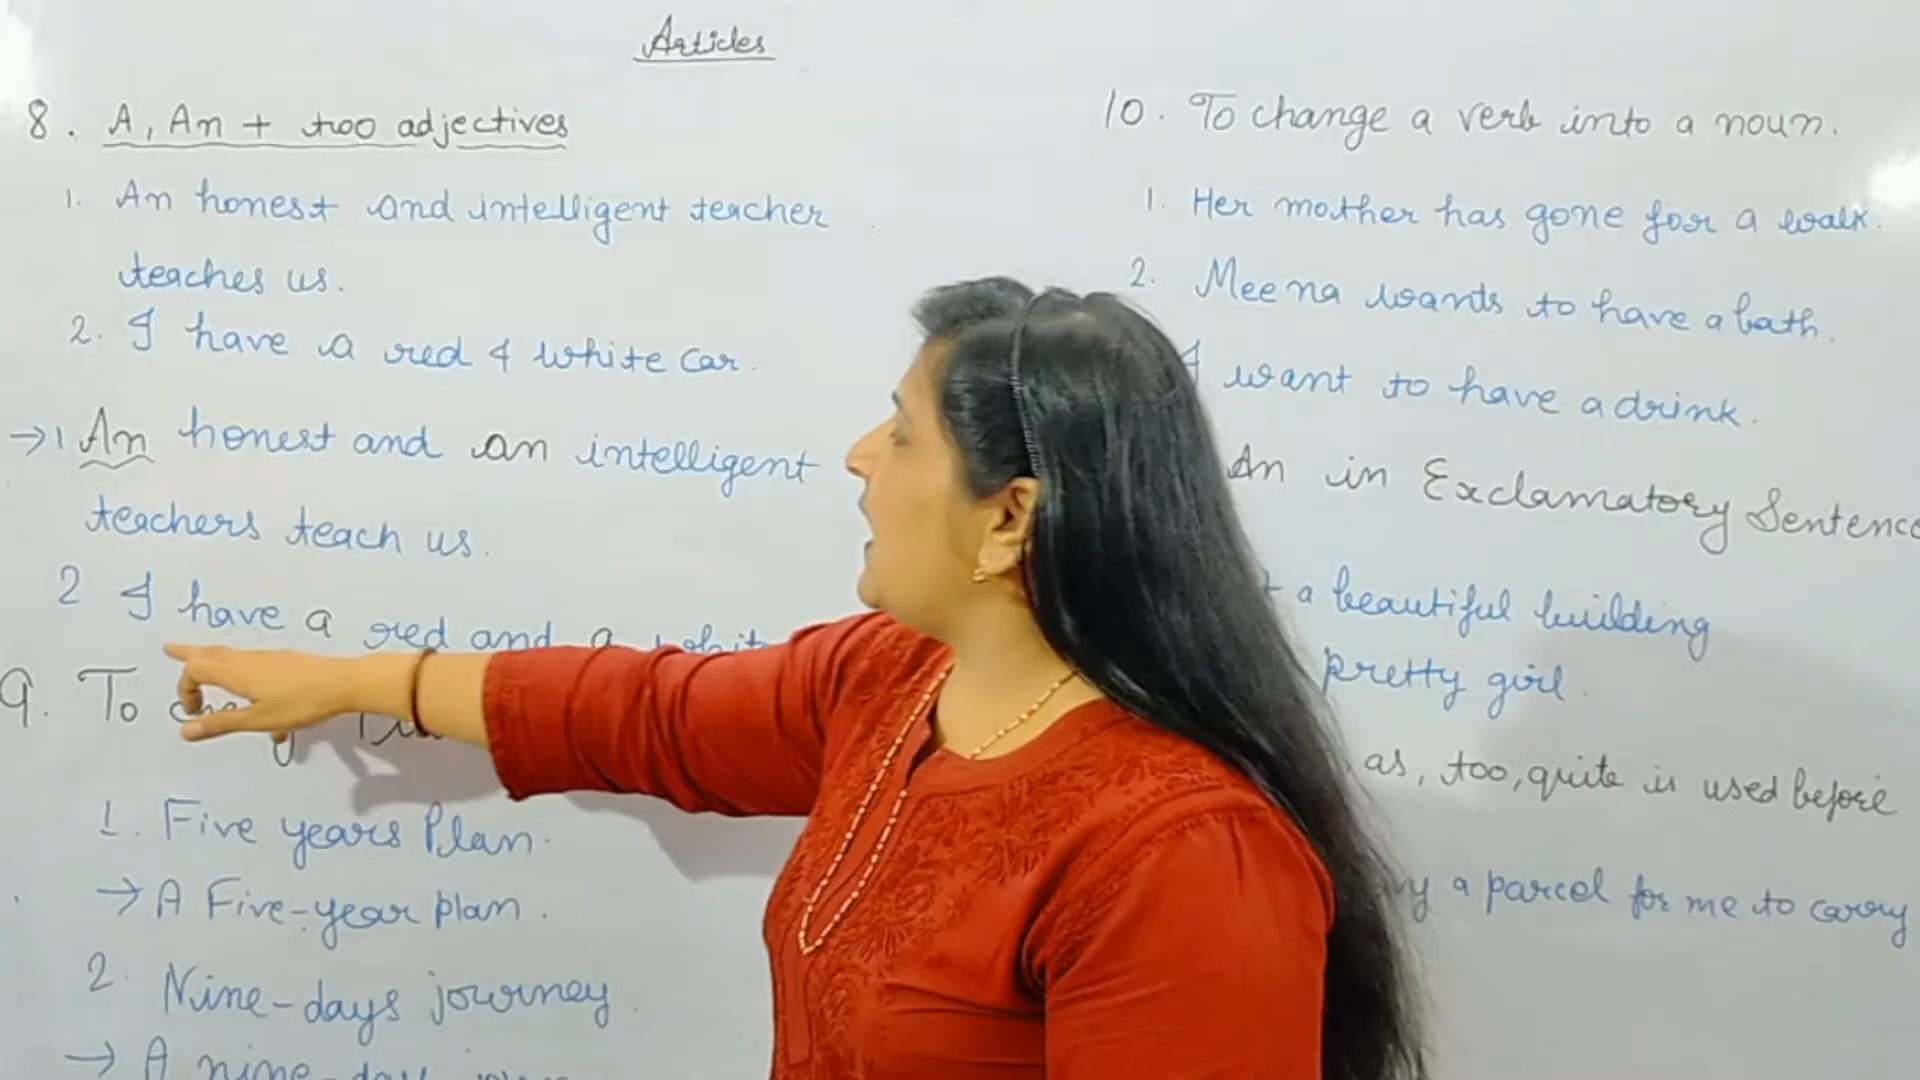 Articles
8. A, An + two adjectives
1. An honest and intelligent teacher
teaches us.
2. I have a red & white car.
→1 An honest and an intelligent
teachers teach us.
2 I have a red and a
9. To
1. Five years Plan.
→ A Five-year plan.
2 Nine-days journey.
→ A nine-day
10. To change a verb into a noun.
1. Her mother has gone for a walk.
2. Meena wants to have a bath.
I want to have a drink.
An in Exclamatory Sentence
a beautiful building
pretty girl.
as, too, quite is used before
a parcel for me to carry